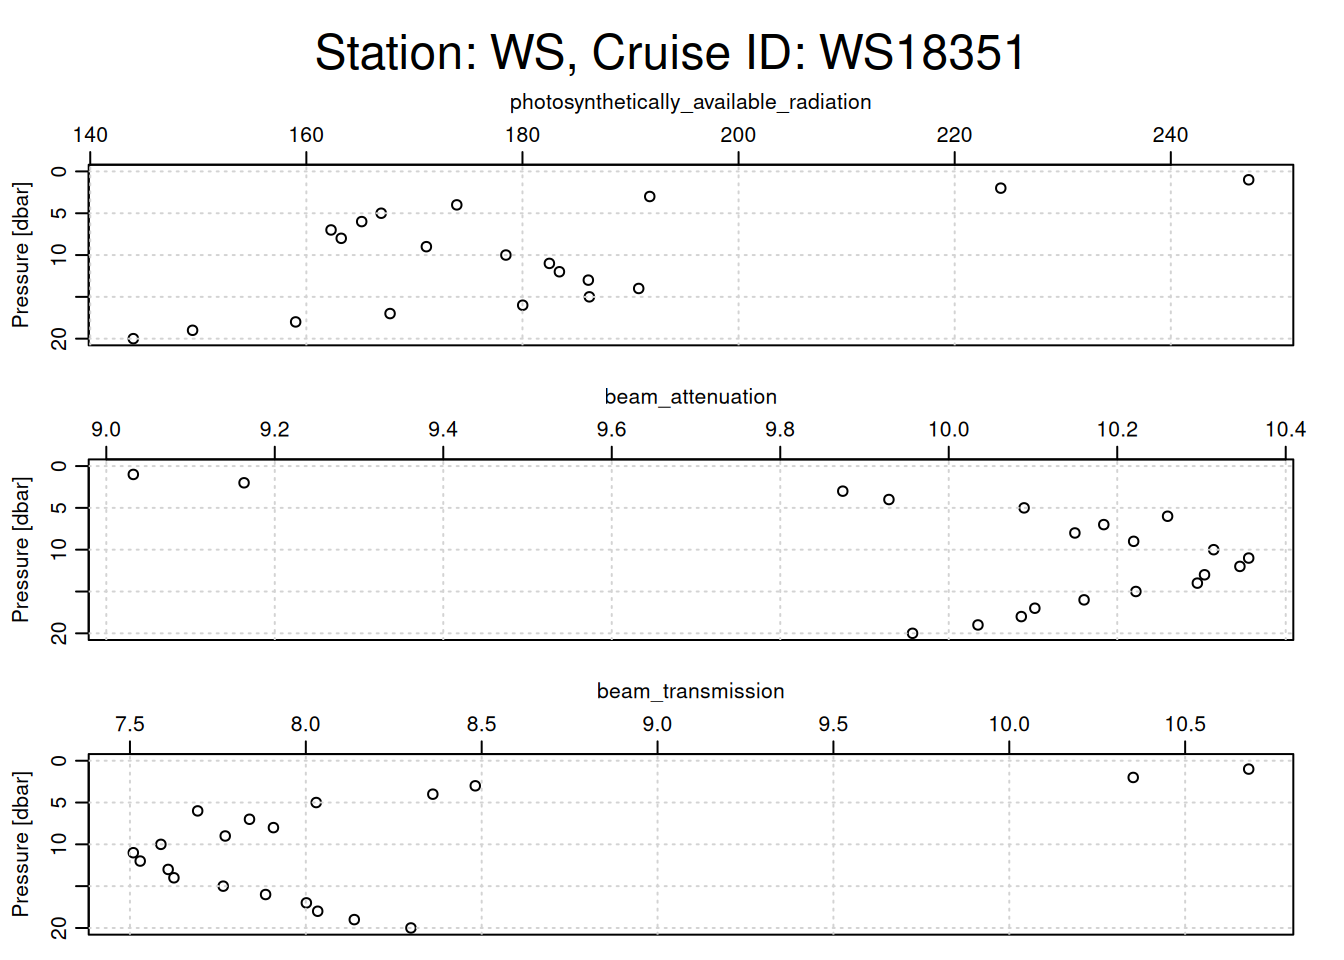 Station: WS, Cruise ID: WS18351
photosynthetically_available_radiation
140 160 180 200 220 240
Pressure [dbar]
0
5
10
20
beam_attenuation
9.0 9.2 9.4 9.6 9.8 10.0 10.2 10.4
Pressure [dbar]
0
5
10
20
beam_transmission
7.5 8.0 8.5 9.0 9.5 10.0 10.5
Pressure [dbar]
0
5
10
20